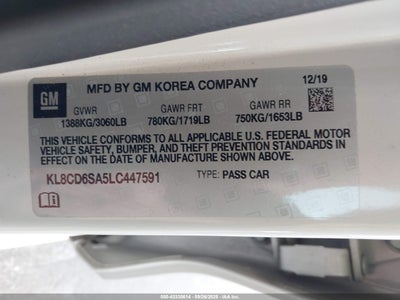 GM
MFD BY GM KOREA COMPANY
12/19
GVWR GAWR FRT GAWR RR
1388KG/3060LB 780KG/1719LB 750KG/1653LB
THIS VEHICLE CONFORMS TO ALL APPLICABLE U.S. FEDERAL MOTOR
VEHICLE SAFETY, BUMPER, AND THEFT PREVENTION STANDARDS
IN EFFECT ON THE DATE OF MANUFACTURE SHOWN ABOVE.
KL8CD6SA5LC447591 TYPE: PASS CAR